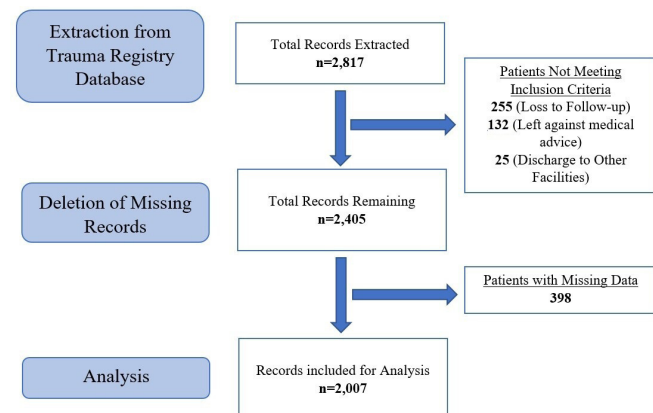 Extraction from
Trauma Registry
Database
Total Records Extracted
n=2,817
Patients Not Meeting
Inclusion Criteria
255 (Loss to Follow-up)
132 (Left against medical
advice)
25 (Discharge to Other
Facilities)
Deletion of Missing
Records
Total Records Remaining
n=2,405
Patients with Missing Data
398
Analysis
Records included for Analysis
n=2,007